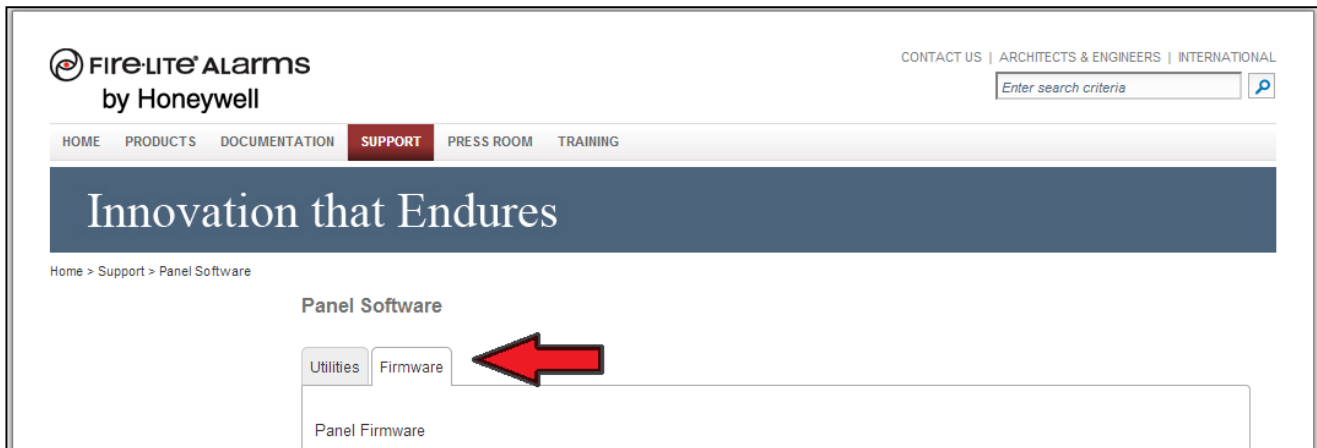 FIRE·LITE® ALARMS
by Honeywell
CONTACT US | ARCHITECTS & ENGINEERS | INTERNATIONAL
Enter search criteria
HOME PRODUCTS DOCUMENTATION SUPPORT PRESS ROOM TRAINING
Innovation that Endures
Home > Support > Panel Software
Panel Software
Utilities Firmware
Panel Firmware